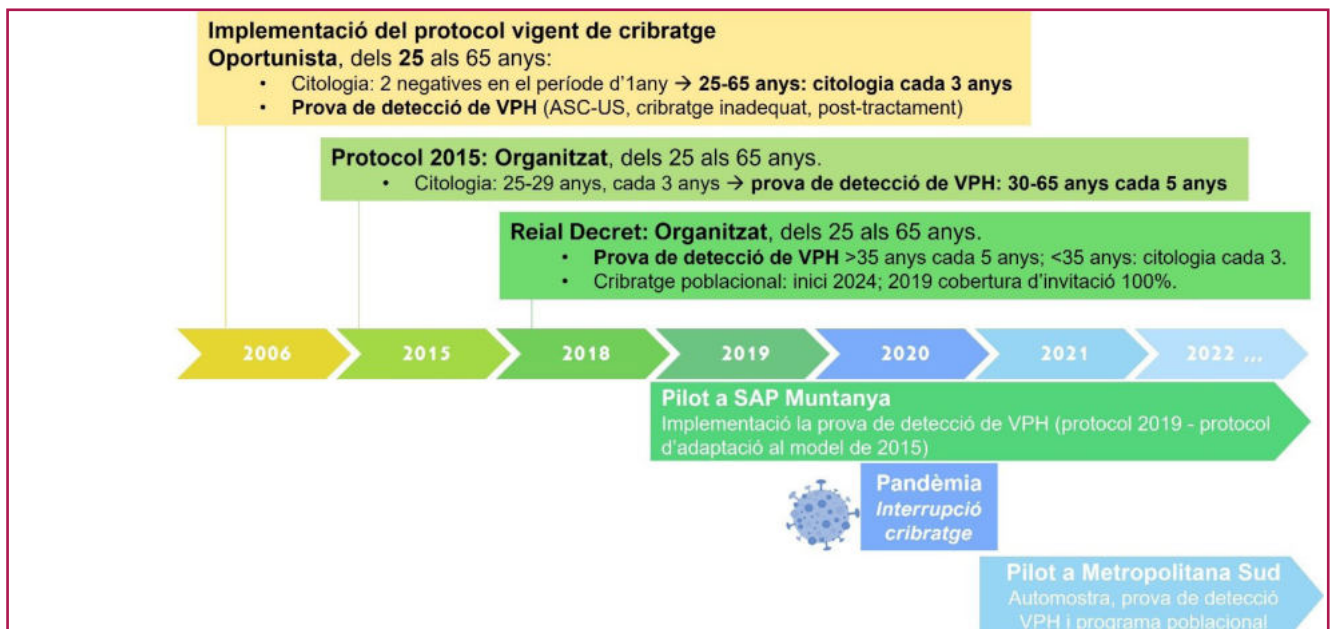 Implementació del protocol vigent de cribratge
Oportunista, dels 25 als 65 anys:
• Citologia: 2 negatives en el període d'1any → 25-65 anys: citologia cada 3 anys
• Prova de detecció de VPH (ASC-US, cribratge inadequat, post-tractament)
Protocol 2015: Organitzat, dels 25 als 65 anys.
• Citologia: 25-29 anys, cada 3 anys → prova de detecció de VPH: 30-65 anys cada 5 anys
Reial Decret: Organitzat, dels 25 als 65 anys.
• Prova de detecció de VPH >35 anys cada 5 anys; <35 anys: citologia cada 3.
• Cribratge poblacional: inici 2024; 2019 cobertura d'invitació 100%.
2006 2015 2018 2019 2020 2021 2022 ...
Pilot a SAP Muntanya
Implementació la prova de detecció de VPH (protocol 2019 - protocol
d'adaptació al model de 2015)
Pandèmia
Interrupció
cribratge
Pilot a Metropolitana Sud
Automostra, prova de detecció
VPH i programa poblacional